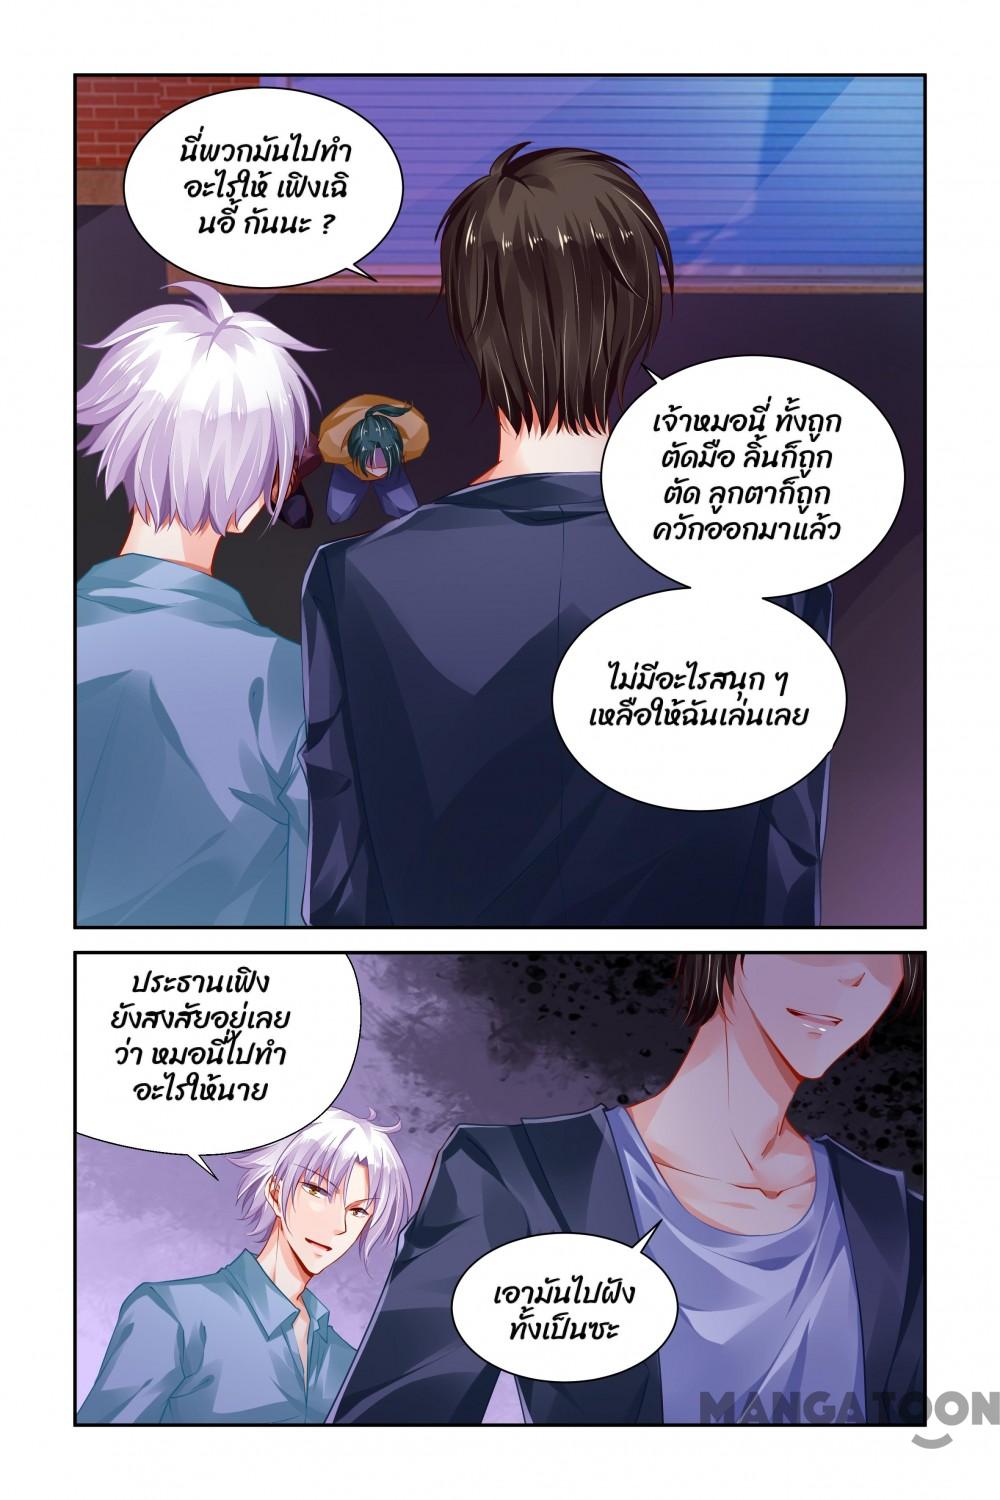 นี่พวกมันไปทำ
อะไรให้ เฟิงเฉิ
นอี้ กันนะ ?
เจ้าหมอนี่ ทั้งถูก
ตัดมือ ลิ้นก็ถูก
ตัด ลูกตาก็ถูก
ควักออกมาแล้ว
ไม่มีอะไรสนุก ๆ
เหลือให้ฉันเล่นเลย
ประธานเฟิง
ยังสงสัยอยู่เลย
ว่า หมอนี่ไปทำ
อะไรให้นาย
เอามันไปฝัง
ทั้งเป็นซะ
MANGATOON